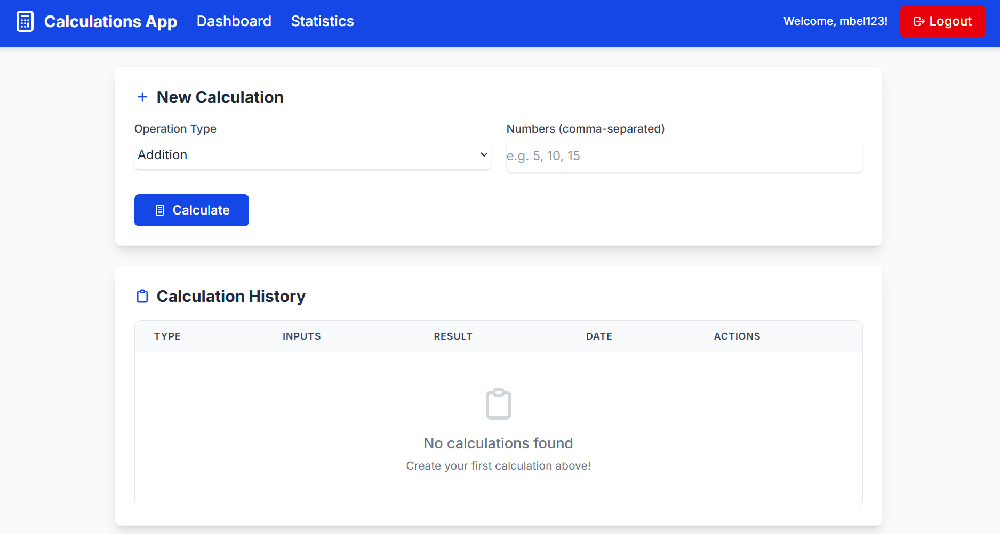 Calculations App
Dashboard
Statistics
Welcome, mbel123!
Logout
New Calculation
Operation Type
Numbers (comma-separated)
Addition
e.g. 5, 10, 15
Calculate
Calculation History
TYPE
INPUTS
RESULT
DATE
ACTIONS
No calculations found
Create your first calculation above!